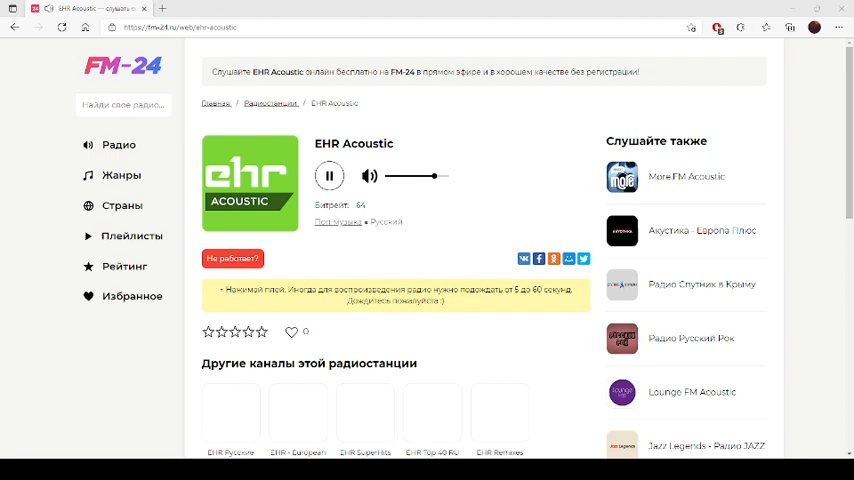 EHR Acoustic — слушать о
https://fm-24.ru/web/ehr-acoustic
FM-24
Найди свое радио...
Радио
Жанры
Страны
Плейлисты
Рейтинг
Избранное
Слушайте EHR Acoustic онлайн бесплатно на FM-24 в прямом эфире и в хорошем качестве без регистрации!
Главная / Радиостанции / EHR Acoustic
ehr
ACOUSTIC
EHR Acoustic
Битрейт: 64
Поп-музыка • Русский
Не работает?
+ Нажимай плей. Иногда для воспроизведения радио нужно подождать от 5 до 60 секунд.
Дождитесь пожалуйста :)
0
Другие каналы этой радиостанции
EHR Русские
EHR - European
EHR SuperHits
EHR Top 40 RU
EHR Remixes
Слушайте также
More.FM Acoustic
Акустика - Европа Плюс
Радио Спутник в Крыму
Радио Русский Рок
Lounge FM Acoustic
Jazz Legends - Радио JAZZ